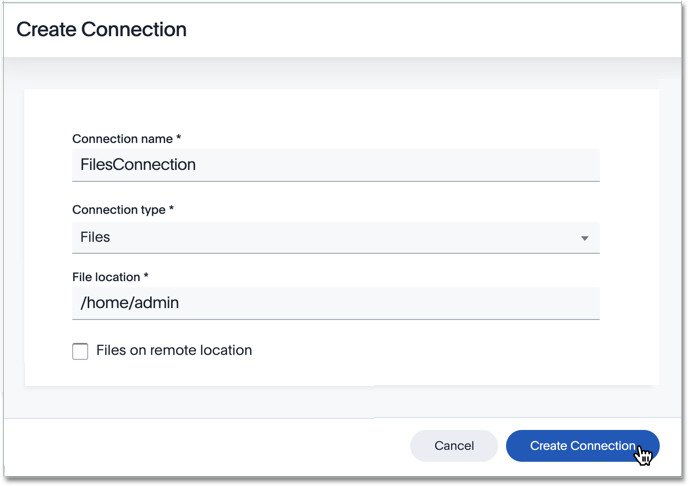 Create Connection
Connection name *
FilesConnection
Connection type *
Files
File location *
/home/admin
Files on remote location
Cancel
Create Connection